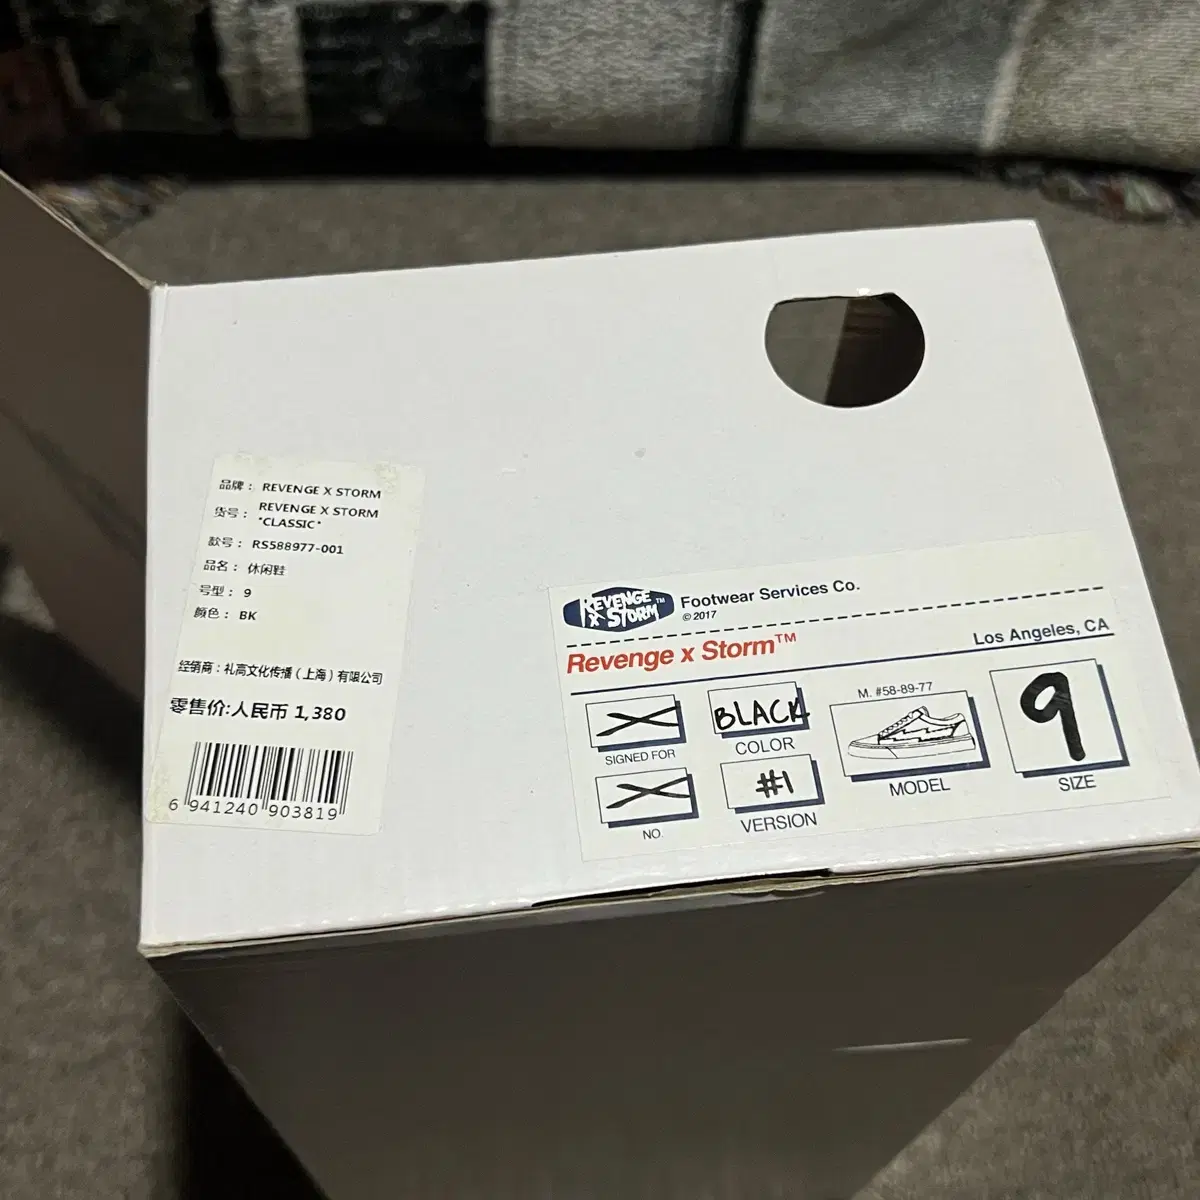 品牌： REVENGE X STORM
货号： REVENGE X STORM
"CLASSIC"
款号： RS588977-001
品名： 休闲鞋
号型： 9
颜色： BK
经销商：礼高文化传播（上海）有限公司
零售价:人民币 1,380
6 941240 903819
REVENGE X STORM™ Footwear Services Co.
© 2017
Revenge x Storm™
Los Angeles, CA
SIGNED FOR
BLACK
COLOR
M. #58-89-77
MODEL
9
SIZE
NO.
#1
VERSION